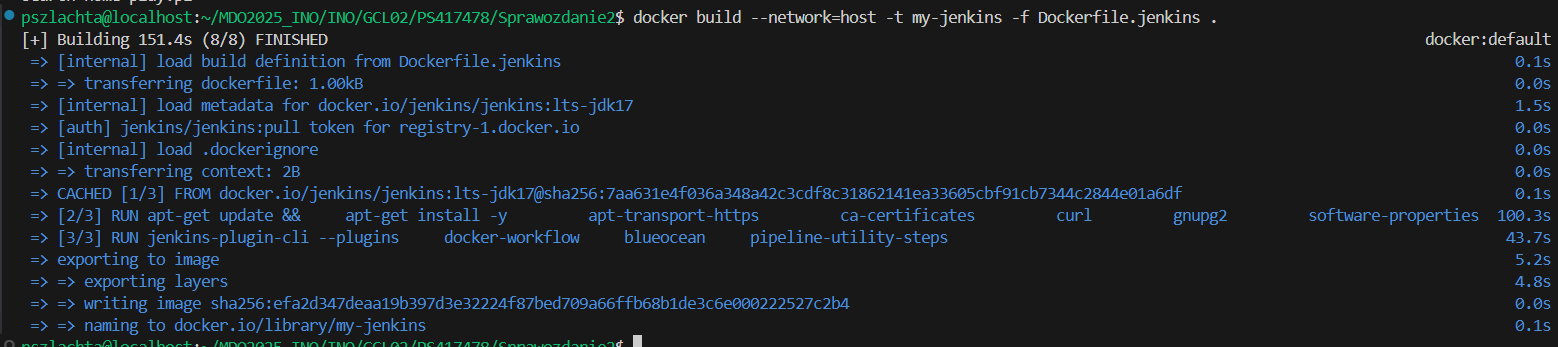 pszlachta@localhost:~/MDO2025_INO/INO/GCL02/PS417478/Sprawozdanie2$ docker build --network=host -t my-jenkins -f Dockerfile.jenkins .
[+] Building 151.4s (8/8) FINISHED docker:default
=> [internal] load build definition from Dockerfile.jenkins 0.1s
=> => transferring dockerfile: 1.00kB 0.0s
=> [internal] load metadata for docker.io/jenkins/jenkins:lts-jdk17 1.5s
=> [auth] jenkins/jenkins:pull token for registry-1.docker.io 0.0s
=> [internal] load .dockerignore 0.0s
=> => transferring context: 2B 0.0s
=> CACHED [1/3] FROM docker.io/jenkins/jenkins:lts-jdk17@sha256:7aa631e4f036a348a42c3cdf8c31862141ea33605cbf91cb7344c2844e01a6df 0.1s
=> [2/3] RUN apt-get update && apt-get install -y apt-transport-https ca-certificates curl gnupg2 software-properties 100.3s
=> [3/3] RUN jenkins-plugin-cli --plugins docker-workflow blueocean pipeline-utility-steps 43.7s
=> exporting to image 5.2s
=> => exporting layers 4.8s
=> => writing image sha256:efa2d347deaa19b397d3e32224f87bed709a66ffb68b1de3c6e000222527c2b4 0.0s
=> => naming to docker.io/library/my-jenkins 0.1s
pszlachta@localhost:~/MDO2025_INO/INO/GCL02/PS417478/Sprawozdanie2$